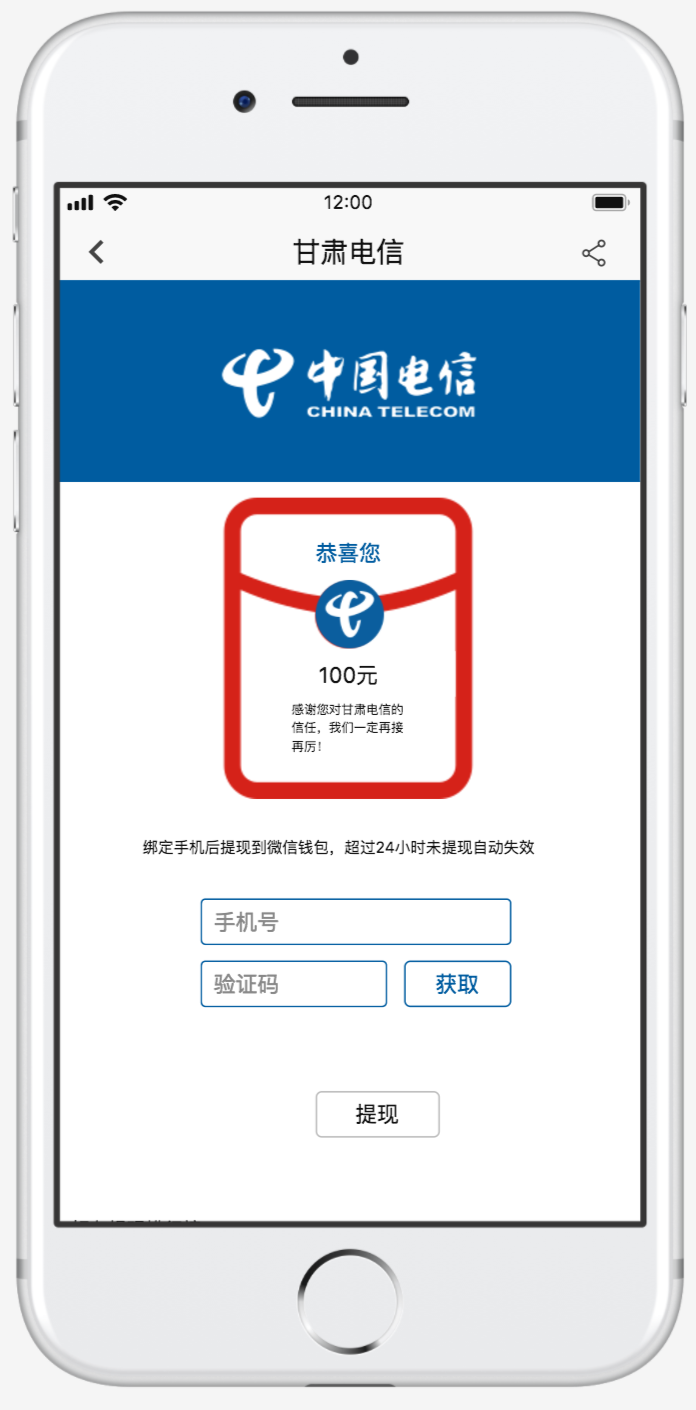 12:00
甘肃电信
中国电信
CHINA TELECOM
恭喜您
100元
感谢您对甘肃电信的
信任，我们一定再接
再厉！
绑定手机后提现到微信钱包，超过24小时未提现自动失效
手机号
验证码
获取
提现